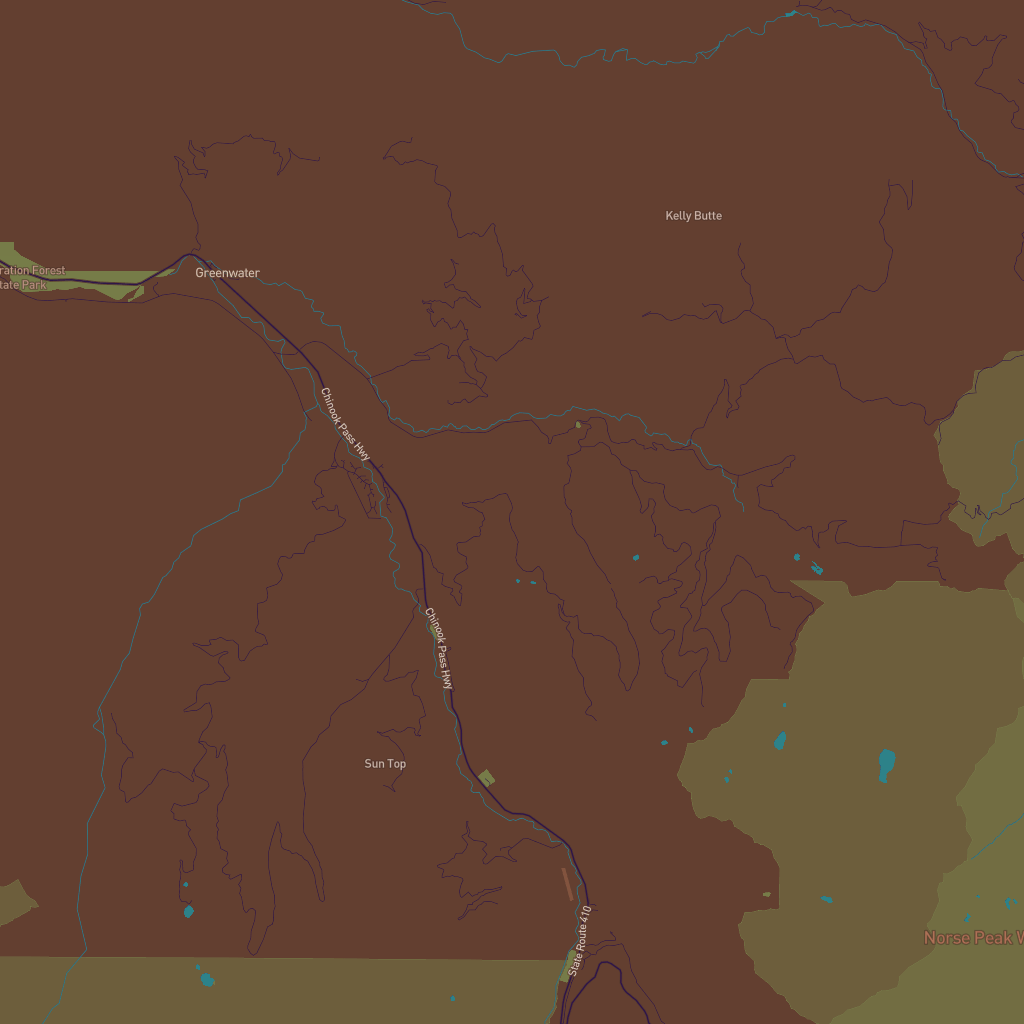 Kelly Butte
ration Forest
tate Park
Greenwater
Chinook Pass Hwy
Chinook Pass Hwy
Sun Top
State Route 410
Norse Peak W